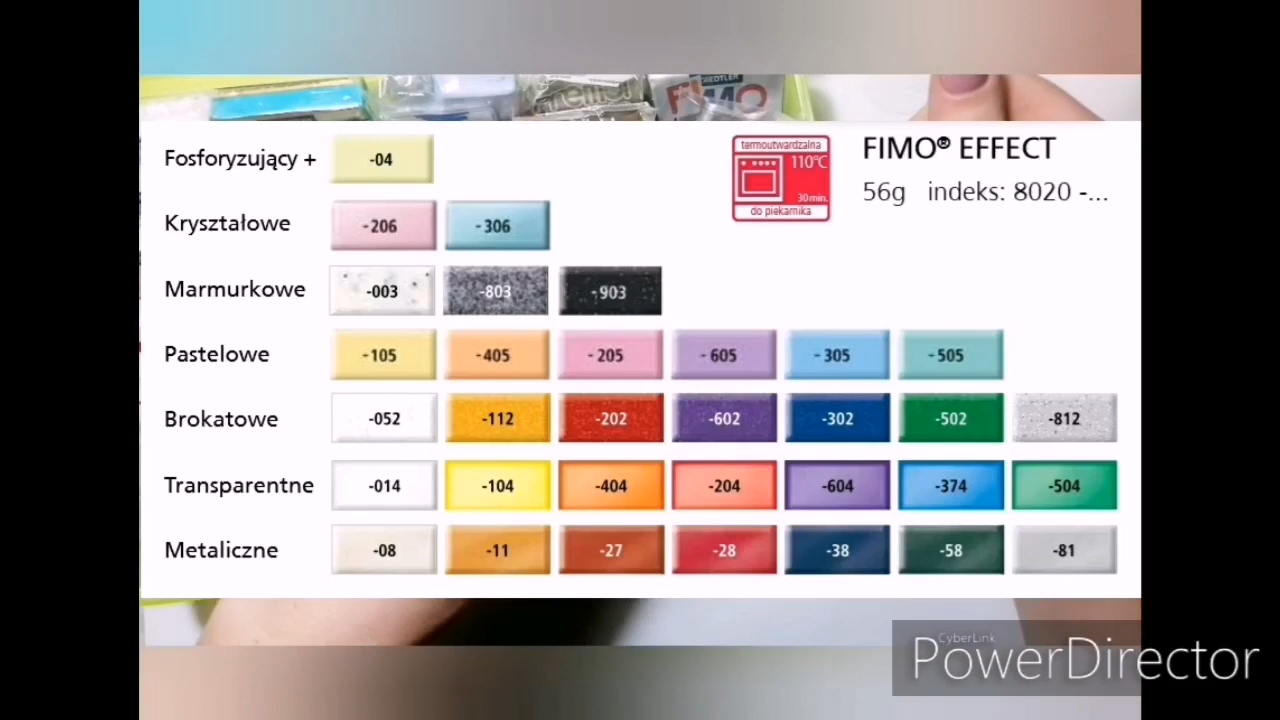 STAEDTLER
FIMO
Fosforyzujący + -04
termoutwardzalna
110°C
30 min.
do piekarnika
FIMO® EFFECT
56g indeks: 8020 -...
Kryształowe -206 -306
Marmurkowe -003 -803 -903
Pastelowe -105 -405 -205 -605 -305 -505
Brokatowe -052 -112 -202 -602 -302 -502 -812
Transparentne -014 -104 -404 -204 -604 -374 -504
Metaliczne -08 -11 -27 -28 -38 -58 -81
CyberLink
PowerDirector